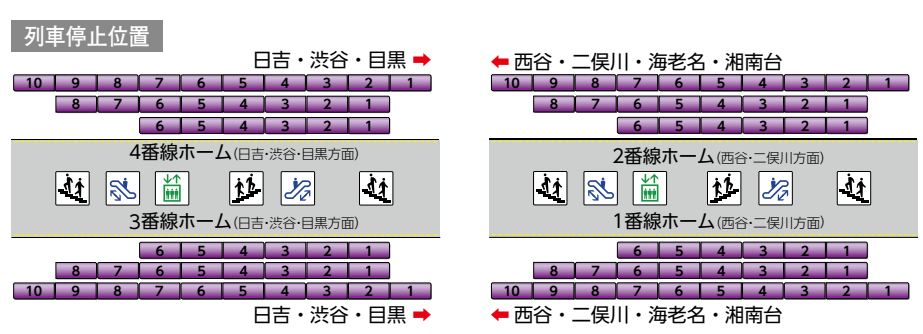 列車停止位置
日吉・渋谷・目黒
10 9 8 7 6 5 4 3 2 1
8 7 6 5 4 3 2 1
6 5 4 3 2 1
4番線ホーム(日吉・渋谷・目黒方面)
3番線ホーム(日吉・渋谷・目黒方面)
6 5 4 3 2 1
8 7 6 5 4 3 2 1
10 9 8 7 6 5 4 3 2 1
日吉・渋谷・目黒
西谷・二俣川・海老名・湘南台
10 9 8 7 6 5 4 3 2 1
8 7 6 5 4 3 2 1
6 5 4 3 2 1
2番線ホーム(西谷・二俣川方面)
1番線ホーム(西谷・二俣川方面)
6 5 4 3 2 1
8 7 6 5 4 3 2 1
10 9 8 7 6 5 4 3 2 1
西谷・二俣川・海老名・湘南台